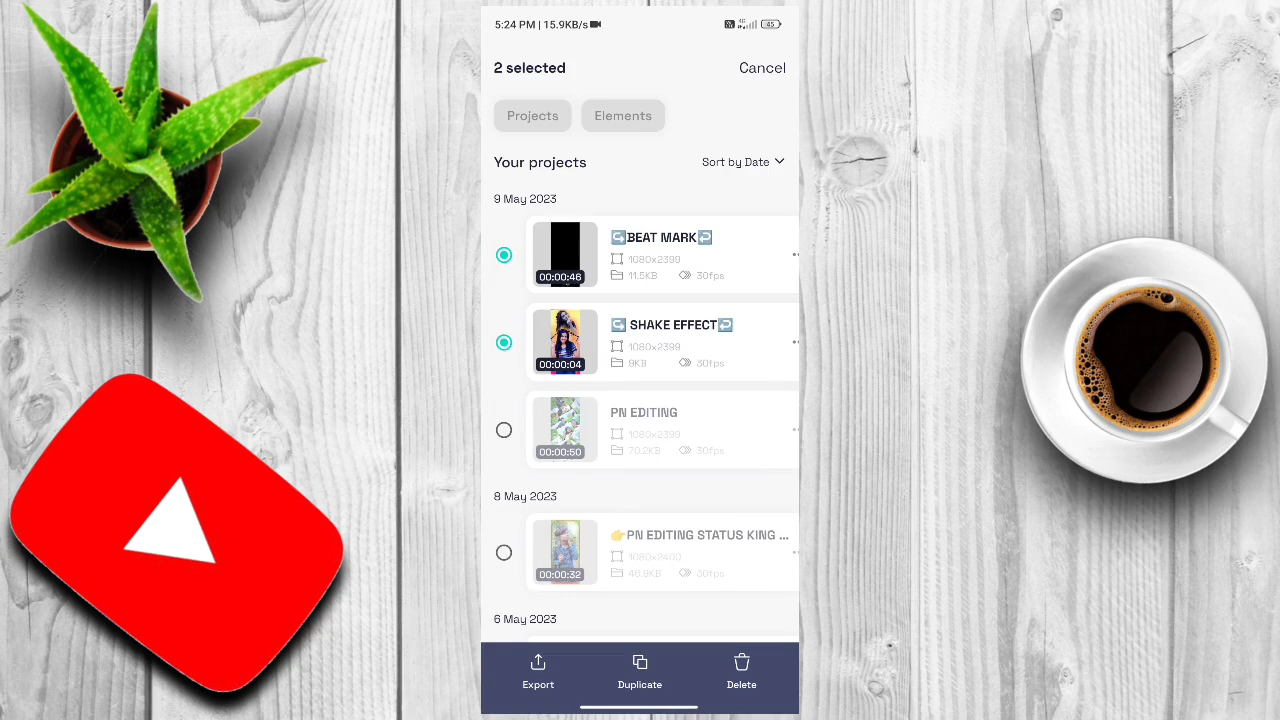 5:24 PM | 15.9KB/s 4G 45
2 selected
Cancel
Projects
Elements
Your projects
Sort by Date
9 May 2023
↪️BEAT MARK↩️
1080x2399
11.5KB
30fps
00:00:46
↪️ SHAKE EFFECT↩️
1080x2399
9KB
30fps
00:00:04
PN EDITING
1080x2399
70.2KB
30fps
00:00:50
8 May 2023
👉PN EDITING STATUS KING ...
1080x2400
46.9KB
30fps
00:00:32
6 May 2023
Export
Duplicate
Delete